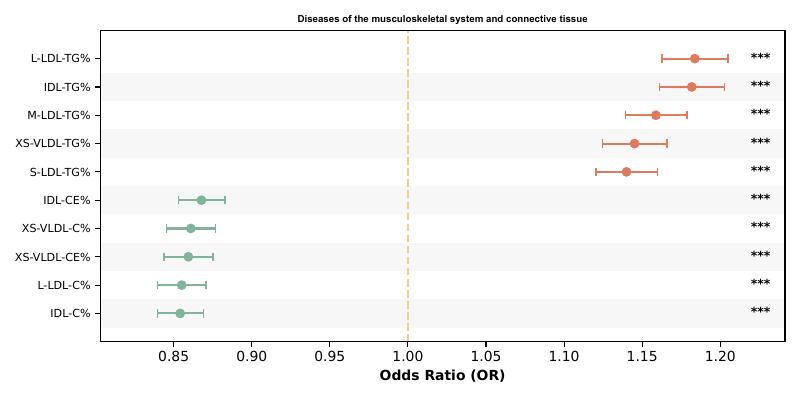 Diseases of the musculoskeletal system and connective tissue
L-LDL-TG% ***
IDL-TG% ***
M-LDL-TG% ***
XS-VLDL-TG% ***
S-LDL-TG% ***
IDL-CE% ***
XS-VLDL-C% ***
XS-VLDL-CE% ***
L-LDL-C% ***
IDL-C% ***
0.85 0.90 0.95 1.00 1.05 1.10 1.15 1.20
Odds Ratio (OR)